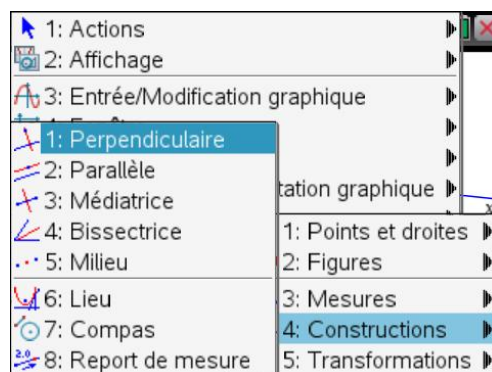 1: Actions
2: Affichage
3: Entrée/Modification graphique
1: Perpendiculaire
2: Parallèle
3: Médiatrice
4: Bissectrice
5: Milieu
6: Lieu
7: Compas
8: Report de mesure
graphique
1: Points et droites
2: Figures
3: Mesures
4: Constructions
5: Transformations
x